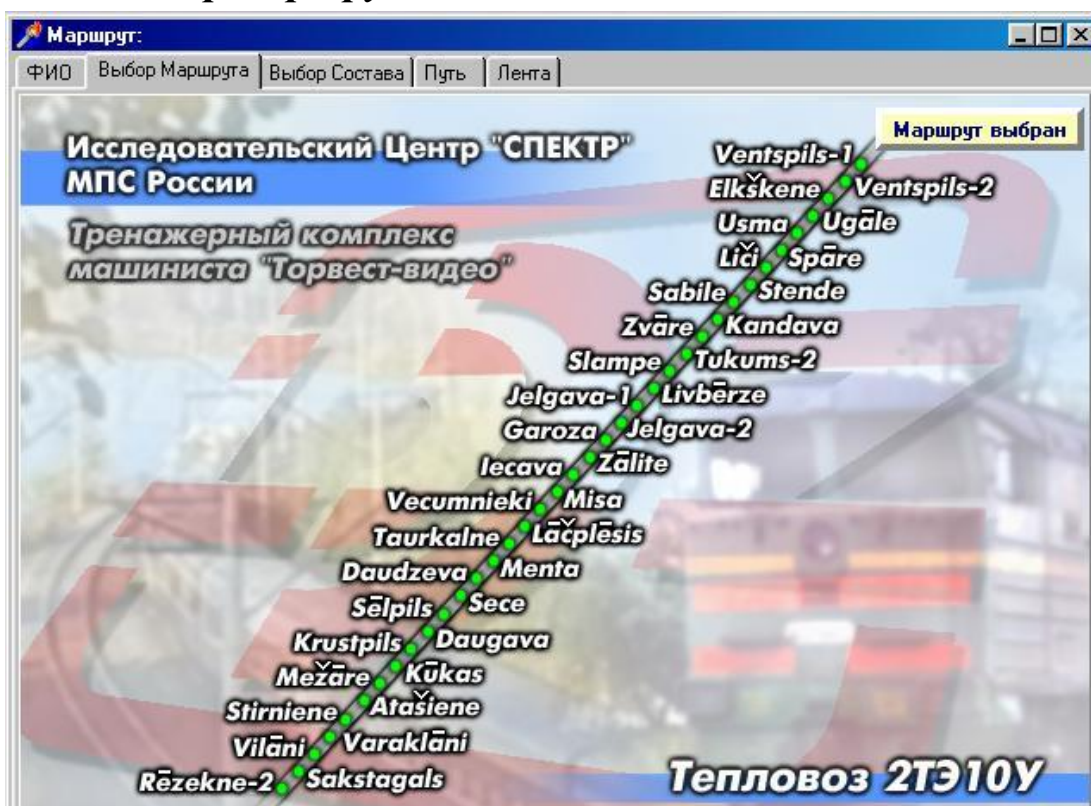 Маршрут:
ФИО Выбор Маршрута Выбор Состава Путь Лента
Маршрут выбран
Исследовательский Центр "СПЕКТР"
МПС России
Тренажерный комплекс
машиниста "Торвест-видео"
Ventspils-1
Elkškene Ventspils-2
Usma Ugāle
Liči Spāre
Sabile Stende
Zvāre Kandava
Slampe Tukums-2
Jelgava-1 Livbērze
Garoza Jelgava-2
Iecava Zālite
Vecumnieki Misa
Taurkalne Lāčplēsis
Daudzeva Menta
Sēlpils Sece
Krustpils Daugava
Mežāre Kūkas
Stirniene Atašiene
Vilāni Varaklāni
Rēzekne-2 Sakstagals
Тепловоз 2ТЭ10У